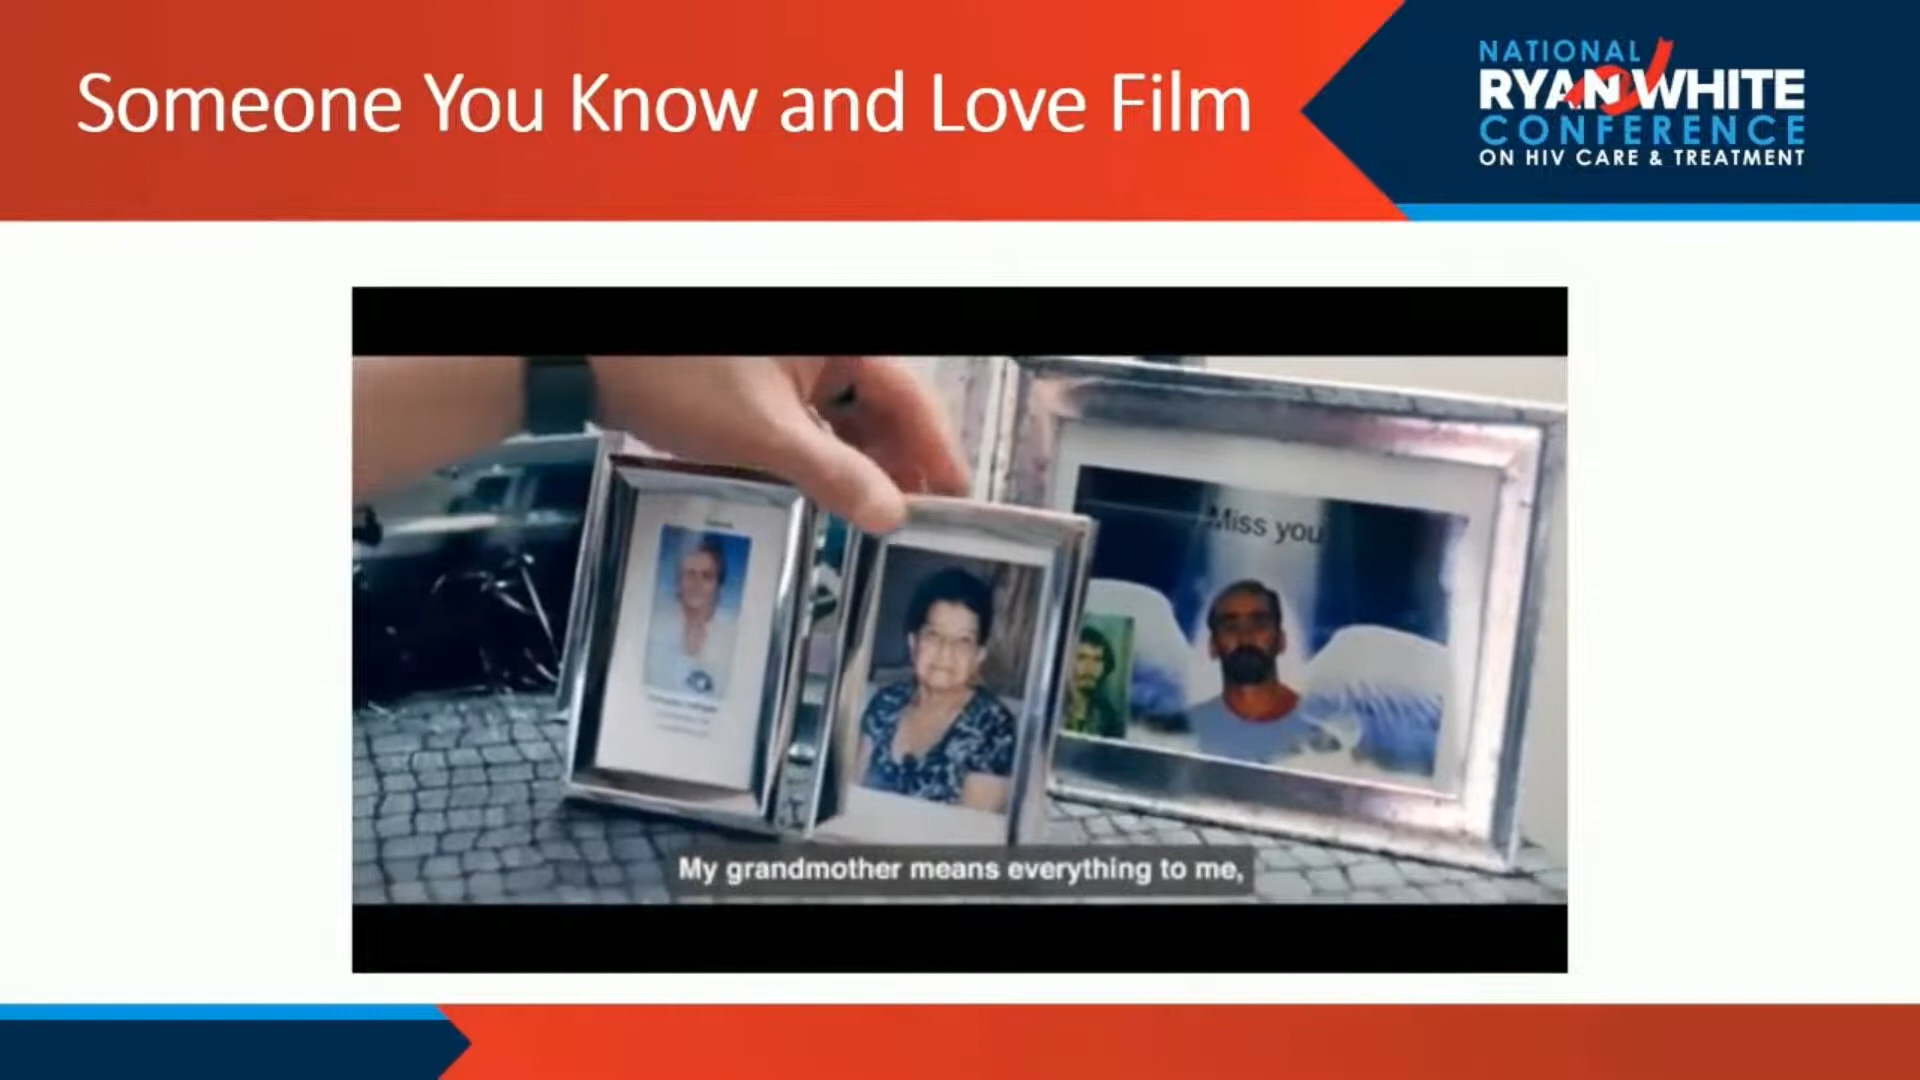 Someone You Know and Love Film
NATIONAL
RYAN WHITE
CONFERENCE
ON HIV CARE & TREATMENT
Miss you
My grandmother means everything to me,